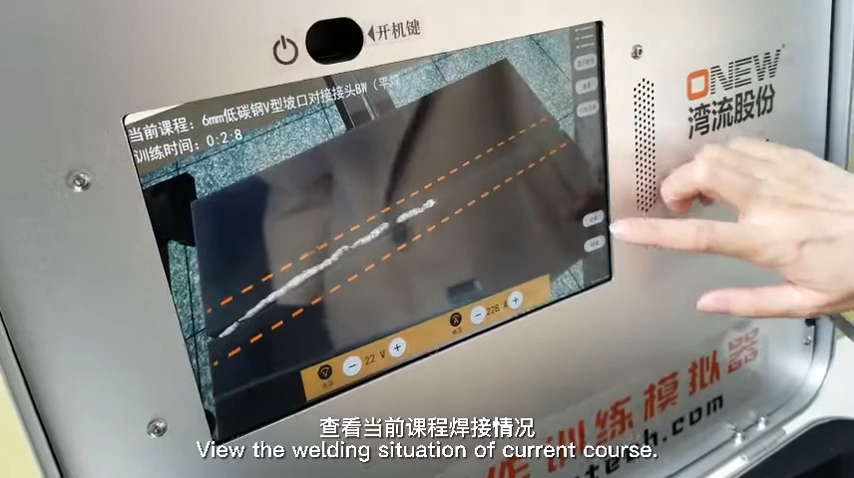 开机键
当前课程：6mm低碳钢V型坡口对接接头BW（平焊
训练时间：0:2:8
ONEW
湾流股份
22 V
226 A
作训练模拟器
tech.com
查看当前课程焊接情况
View the welding situation of current course.